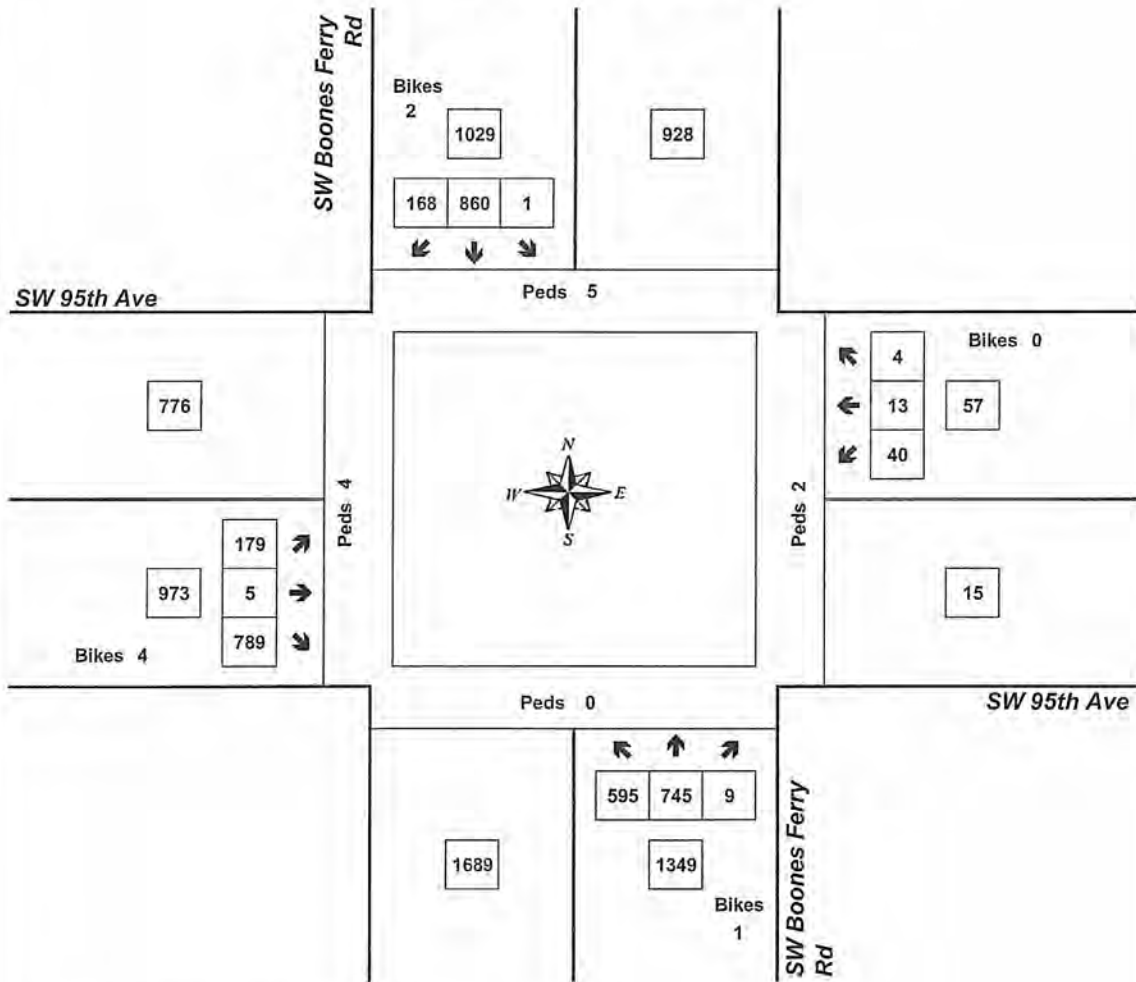 SW Boones Ferry
Rd
Bikes
2
1029
928
168 860 1
SW 95th Ave
Peds 5
Bikes 0
4
776
13 57
40
N
W E
S
Peds 4
Peds 2
179
973 5
15
789
Bikes 4
Peds 0
SW 95th Ave
595 745 9
1689
1349
Bikes
1
SW Boones Ferry
Rd